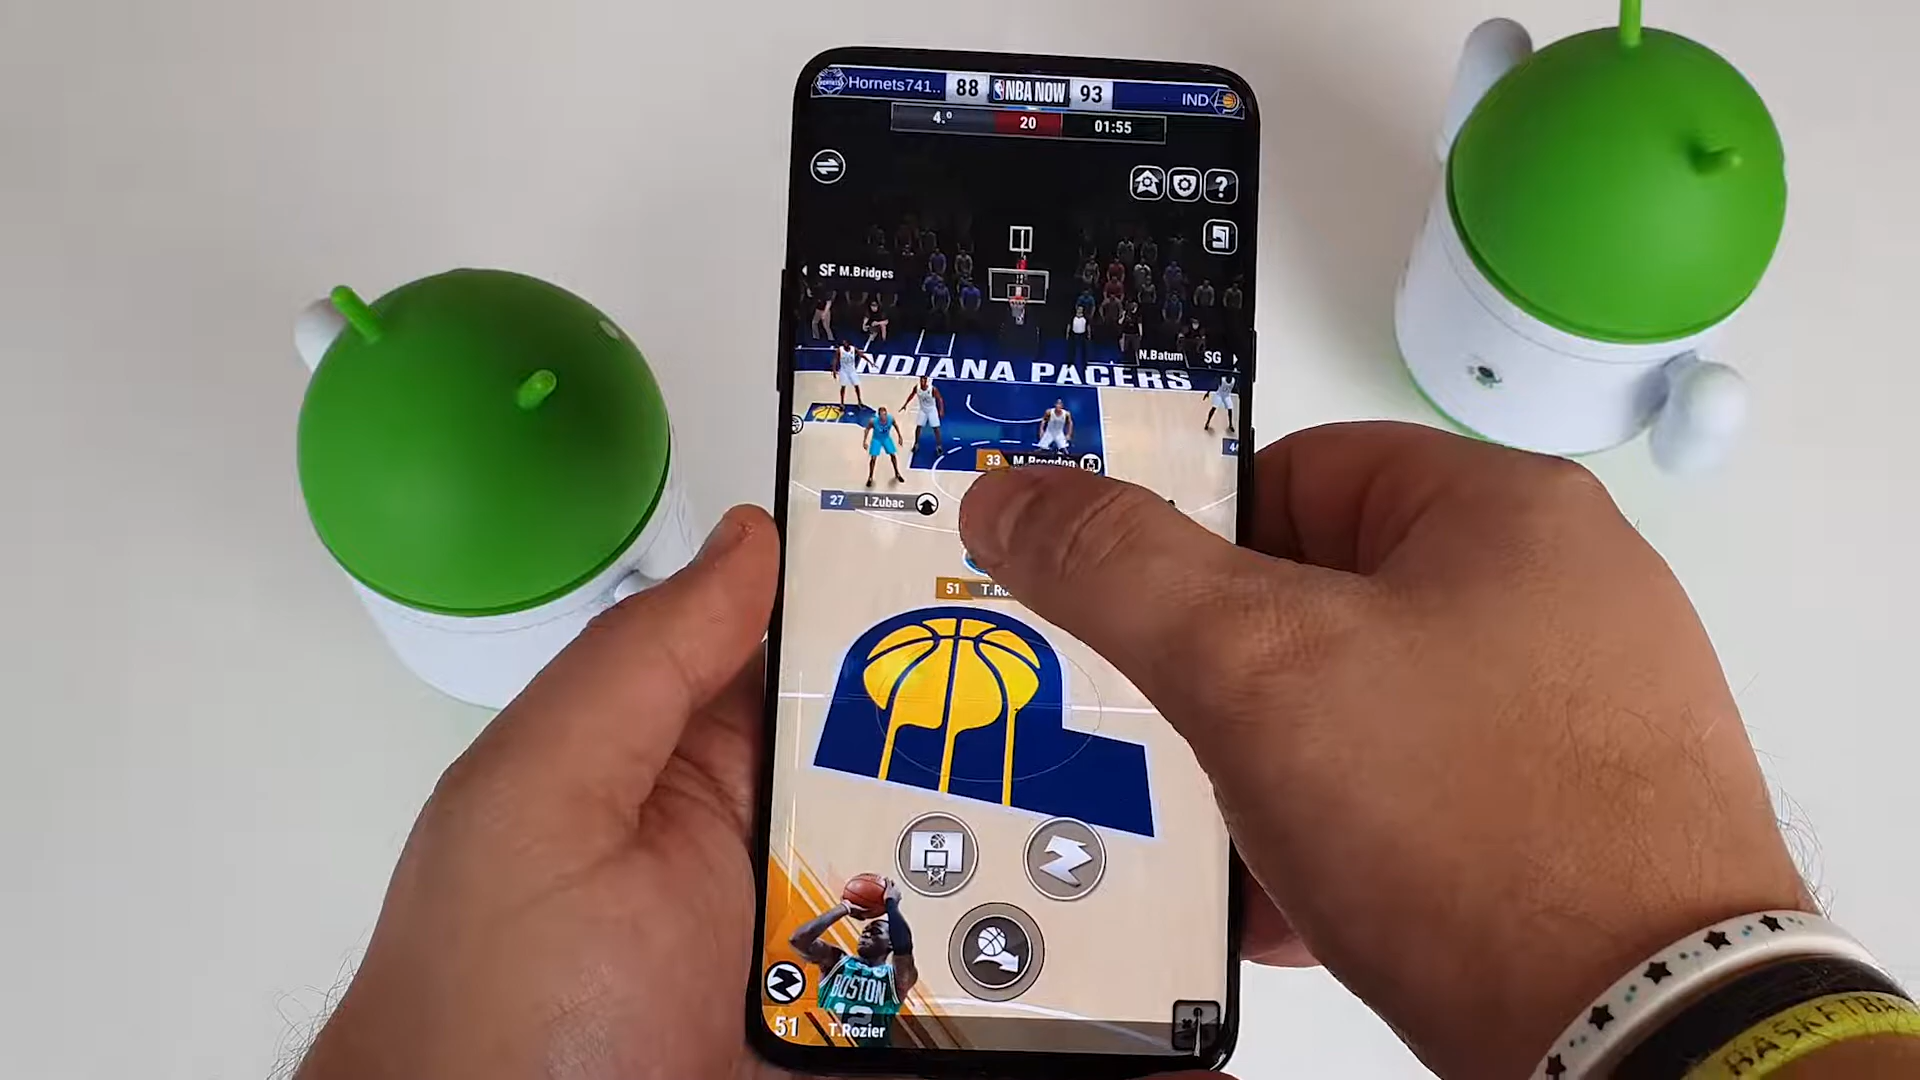 Hornets741.. 88 NBA NOW 93 IND
4.º 20 01:55
SF M.Bridges
N.Batum SG
INDIANA PACERS
33 M.Brogdon
27 I.Zubac
51
BOSTON
51 T.Rozier